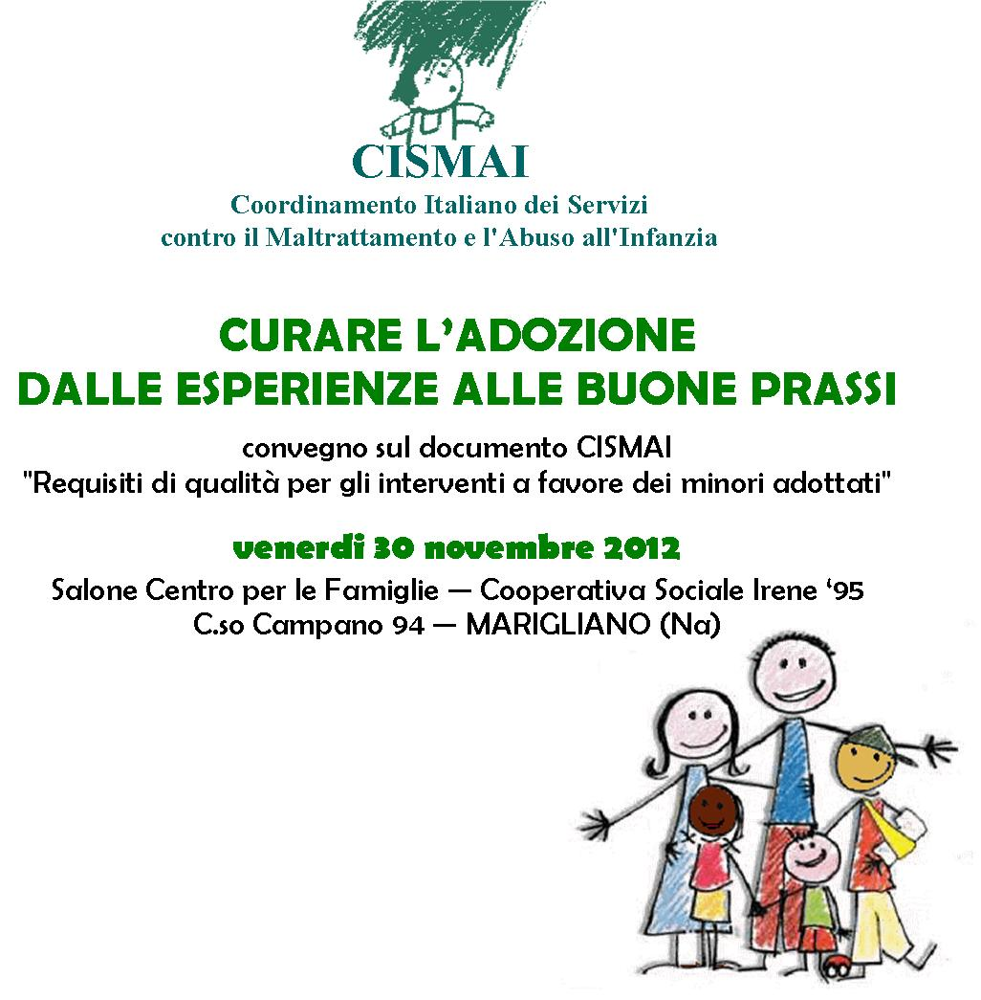 CISMAI
Coordinamento Italiano dei Servizi
contro il Maltrattamento e l'Abuso all'Infanzia
CURARE L’ADOZIONE
DALLE ESPERIENZE ALLE BUONE PRASSI
convegno sul documento CISMAI
"Requisiti di qualità per gli interventi a favore dei minori adottati"
venerdi 30 novembre 2012
Salone Centro per le Famiglie — Cooperativa Sociale Irene ‘95
C.so Campano 94 — MARIGLIANO (Na)